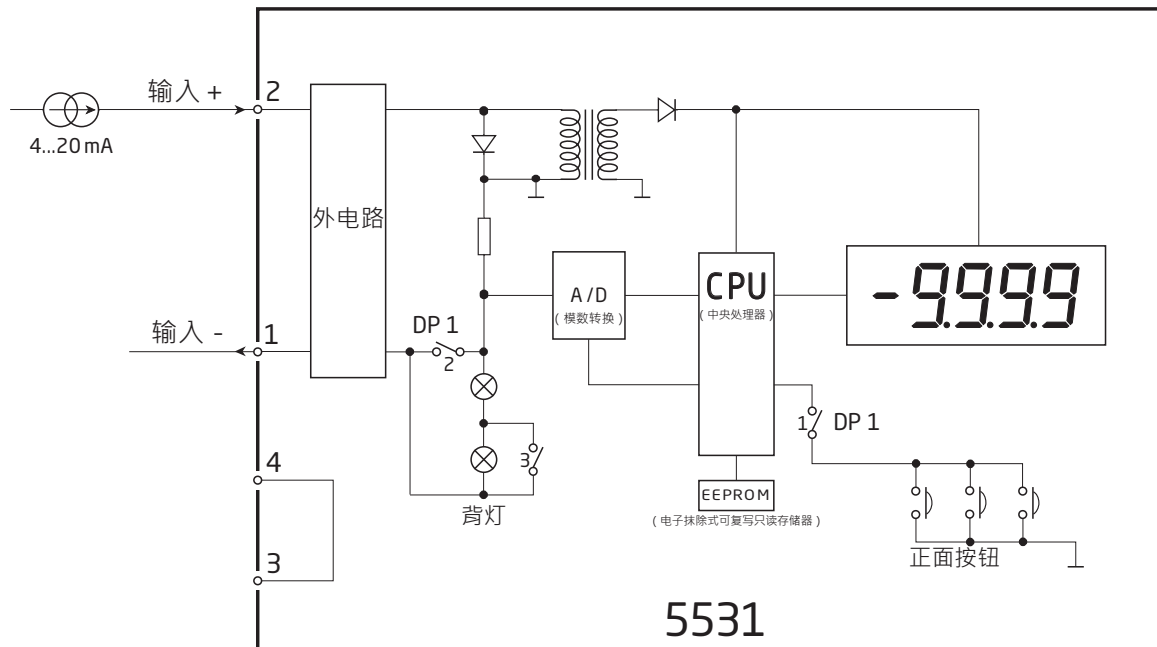 输入 +
2
4...20 mA
外电路
A/D
( 模数转换 )
CPU
( 中央处理器 )
-9.9.9.9
输入 -
1
DP 1
2
1
DP 1
4
3
背灯
EEPROM
( 电子抹除式可复写只读存储器 )
3
正面按钮
5531